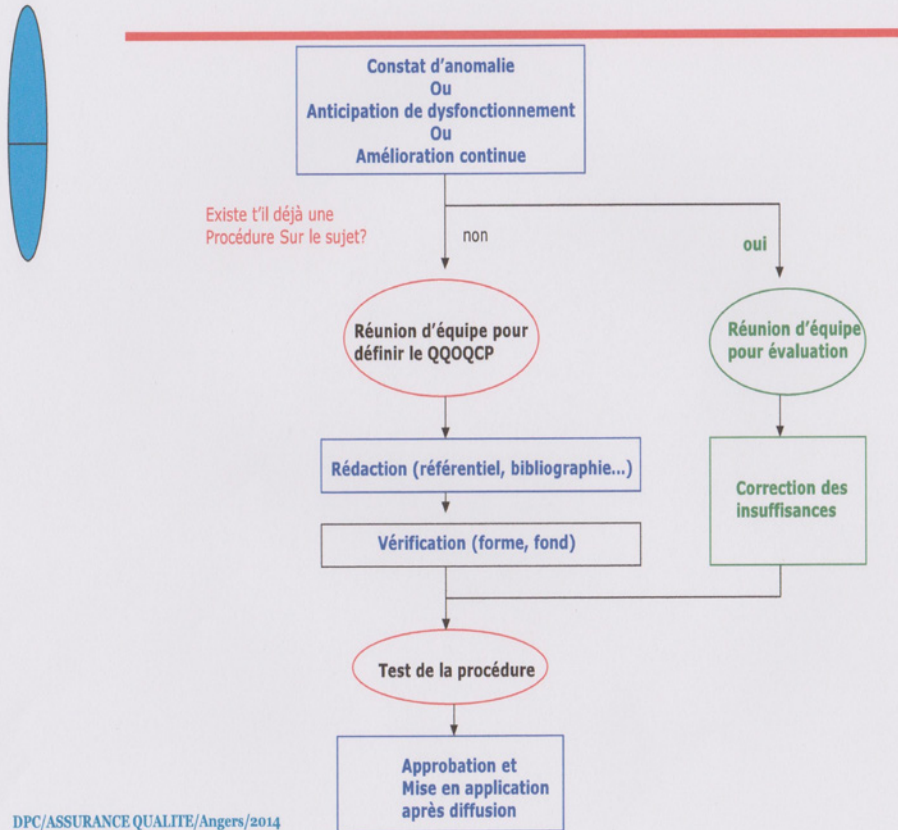 Constat d'anomalie
Ou
Anticipation de dysfonctionnement
Ou
Amélioration continue
Existe t'il déjà une
Procédure Sur le sujet?
non
oui
Réunion d'équipe pour
définir le QQOQCP
Réunion d'équipe
pour évaluation
Rédaction (référentiel, bibliographie...)
Correction des
insuffisances
Vérification (forme, fond)
Test de la procédure
Approbation et
Mise en application
après diffusion
DPC/ASSURANCE QUALITE/Angers/2014